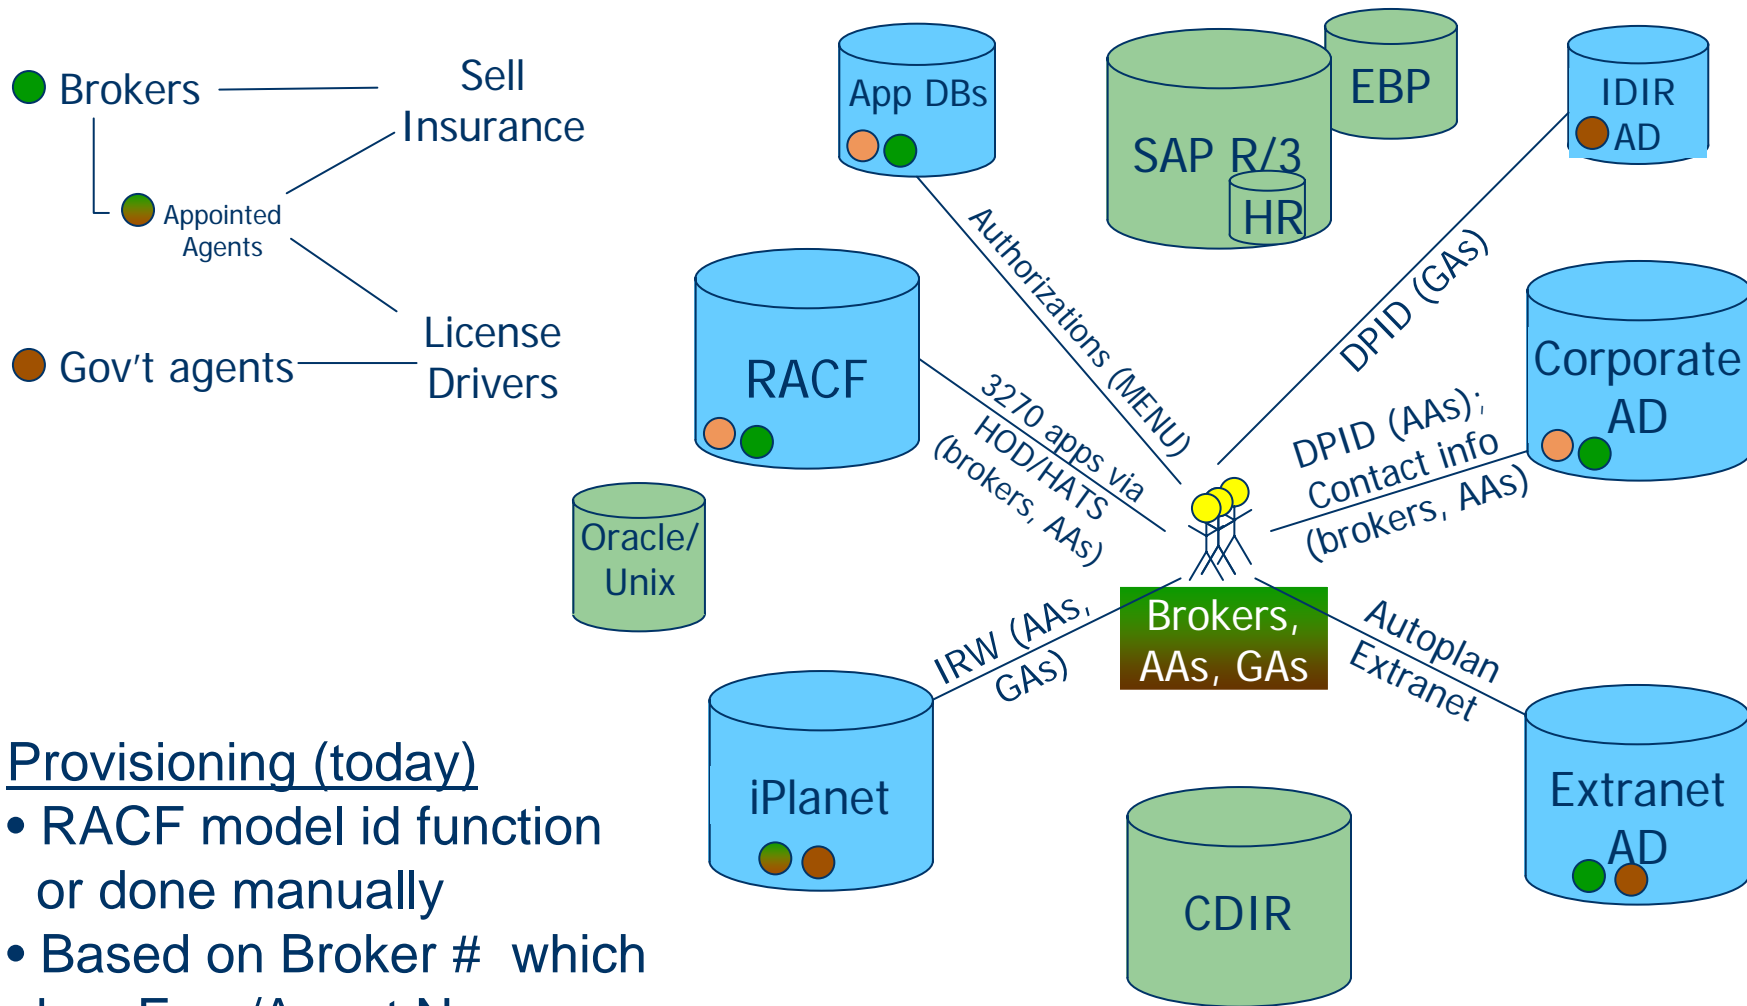 Brokers
Sell
Insurance
Appointed
Agents
Gov't agents
License
Drivers
App DBs
SAP R/3
HR
EBP
IDIR
AD
RACF
Corporate
AD
Oracle/
Unix
Authorizations (MENU)
3270 apps via
HOD/HATS
(brokers, AAs)
DPID (GAs)
DPID (AAs);
Contact info
(brokers, AAs)
Brokers,
AAs, GAs
IRW (AAs,
GAs)
Autoplan
Extranet
iPlanet
CDIR
Extranet
AD
Provisioning (today)
• RACF model id function
or done manually
• Based on Broker # which